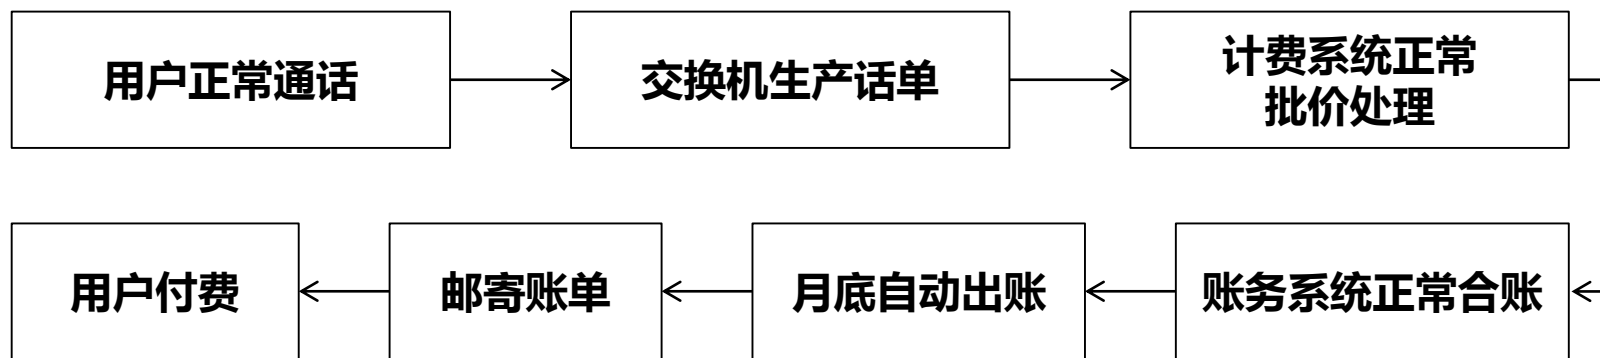 用户正常通话
交换机生产话单
计费系统正常
批价处理
账务系统正常合账
月底自动出账
邮寄账单
用户付费